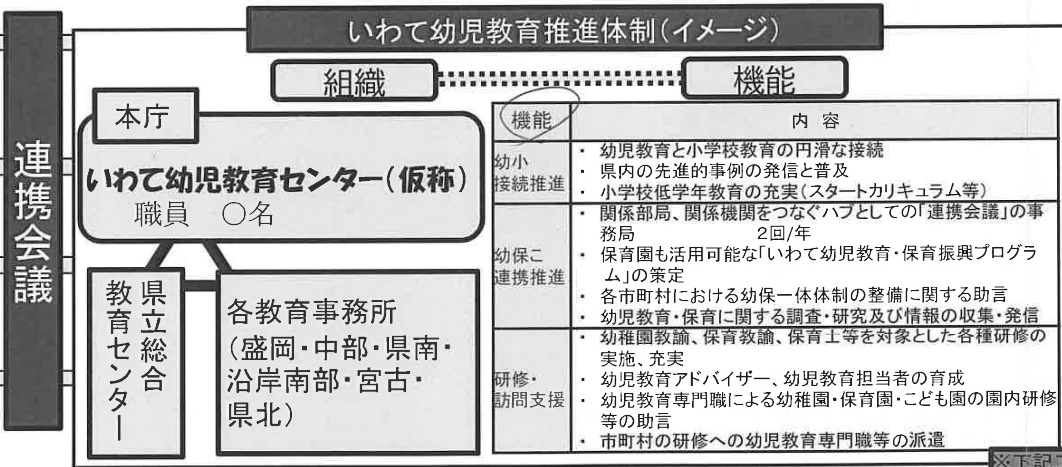 いわて幼児教育推進体制(イメージ)
連携会議
組織
機能
本庁
いわて幼児教育センター(仮称)
職員 ○名
県立総合
教育センター
各教育事務所
(盛岡・中部・県南・
沿岸南部・宮古・
県北)
機能
内 容
幼小
接続推進
・ 幼児教育と小学校教育の円滑な接続
・ 県内の先進的事例の発信と普及
・ 小学校低学年教育の充実(スタートカリキュラム等)
幼保こ
連携推進
・ 関係部局、関係機関をつなぐハブとしての「連携会議」の事
務局 2回/年
・ 保育園も活用可能な「いわて幼児教育・保育振興プログラ
ム」の策定
・ 各市町村における幼保一体体制の整備に関する助言
・ 幼児教育・保育に関する調査・研究及び情報の収集・発信
研修・
訪問支援
・ 幼稚園教諭、保育教諭、保育士等を対象とした各種研修の
実施、充実
・ 幼児教育アドバイザー、幼児教育担当者の育成
・ 幼児教育専門職による幼稚園・保育園・こども園の園内研修
等の助言
・ 市町村の研修への幼児教育専門職等の派遣
※下記